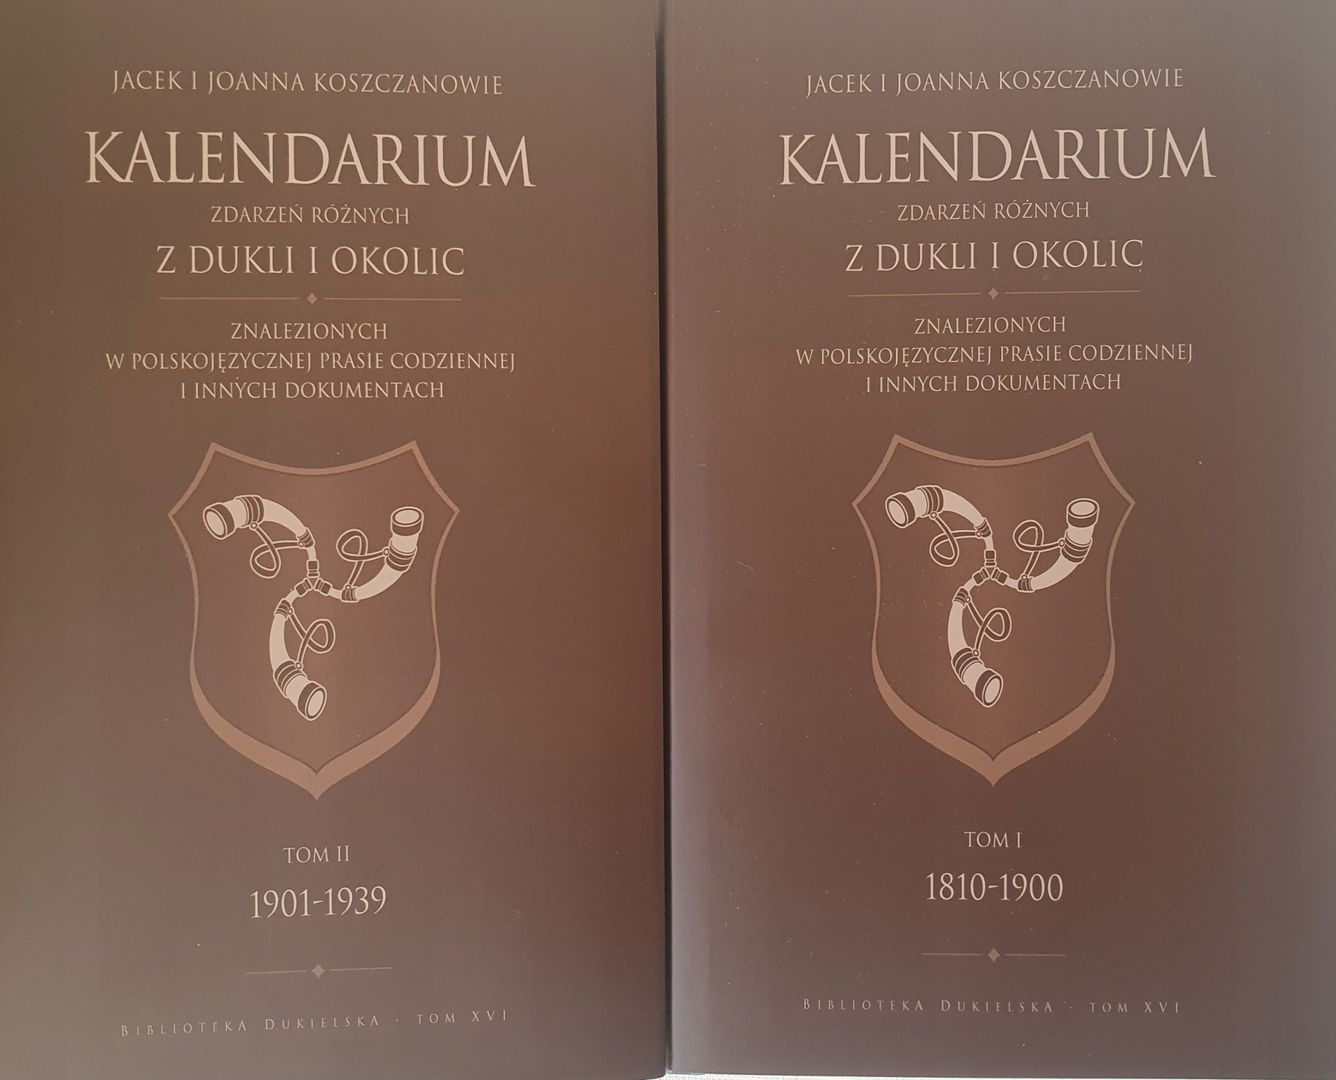 JACEK I JOANNA KOSZCZANOWIE
KALENDARIUM
ZDARZEŃ RÓŻNYCH
Z DUKLI I OKOLIC
ZNALEZIONYCH
W POLSKOJĘZYCZNEJ PRASIE CODZIENNEJ
I INNYCH DOKUMENTACH
TOM II
1901-1939
BIBLIOTEKA DUKIELSKA · TOM XVI
JACEK I JOANNA KOSZCZANOWIE
KALENDARIUM
ZDARZEŃ RÓŻNYCH
Z DUKLI I OKOLIC
ZNALEZIONYCH
W POLSKOJĘZYCZNEJ PRASIE CODZIENNEJ
I INNYCH DOKUMENTACH
TOM I
1810-1900
BIBLIOTEKA DUKIELSKA · TOM XVI